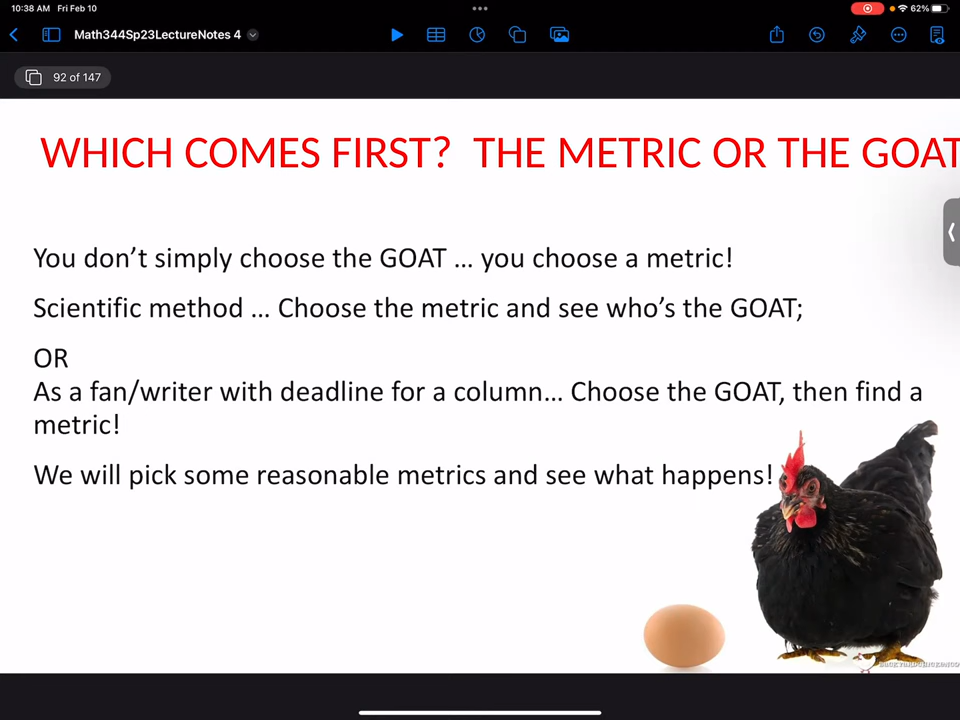 10:38 AM Fri Feb 10
62%
Math344Sp23LectureNotes 4
92 of 147
WHICH COMES FIRST? THE METRIC OR THE GOAT
You don’t simply choose the GOAT … you choose a metric!
Scientific method … Choose the metric and see who’s the GOAT;
OR
As a fan/writer with deadline for a column… Choose the GOAT, then find a
metric!
We will pick some reasonable metrics and see what happens!